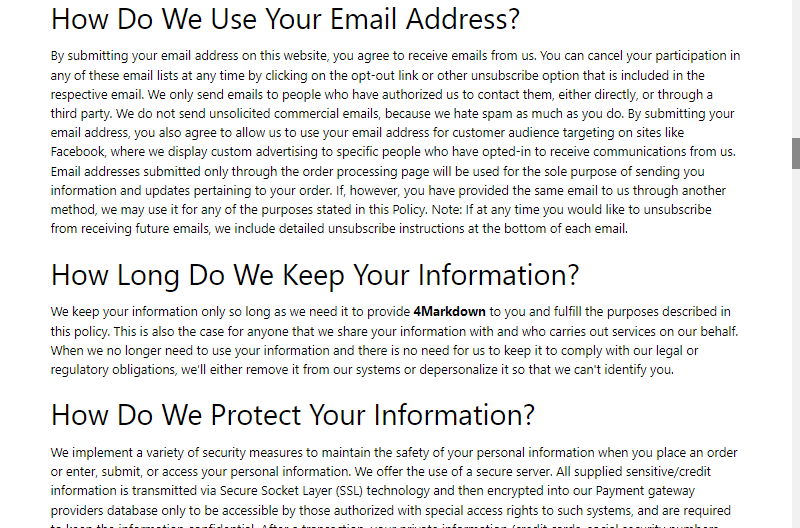 How Do We Use Your Email Address?
By submitting your email address on this website, you agree to receive emails from us. You can cancel your participation in
any of these email lists at any time by clicking on the opt-out link or other unsubscribe option that is included in the
respective email. We only send emails to people who have authorized us to contact them, either directly, or through a
third party. We do not send unsolicited commercial emails, because we hate spam as much as you do. By submitting your
email address, you also agree to allow us to use your email address for customer audience targeting on sites like
Facebook, where we display custom advertising to specific people who have opted-in to receive communications from us.
Email addresses submitted only through the order processing page will be used for the sole purpose of sending you
information and updates pertaining to your order. If, however, you have provided the same email to us through another
method, we may use it for any of the purposes stated in this Policy. Note: If at any time you would like to unsubscribe
from receiving future emails, we include detailed unsubscribe instructions at the bottom of each email.
How Long Do We Keep Your Information?
We keep your information only so long as we need it to provide 4Markdown to you and fulfill the purposes described in
this policy. This is also the case for anyone that we share your information with and who carries out services on our behalf.
When we no longer need to use your information and there is no need for us to keep it to comply with our legal or
regulatory obligations, we'll either remove it from our systems or depersonalize it so that we can't identify you.
How Do We Protect Your Information?
We implement a variety of security measures to maintain the safety of your personal information when you place an order
or enter, submit, or access your personal information. We offer the use of a secure server. All supplied sensitive/credit
information is transmitted via Secure Socket Layer (SSL) technology and then encrypted into our Payment gateway
providers database only to be accessible by those authorized with special access rights to such systems, and are required